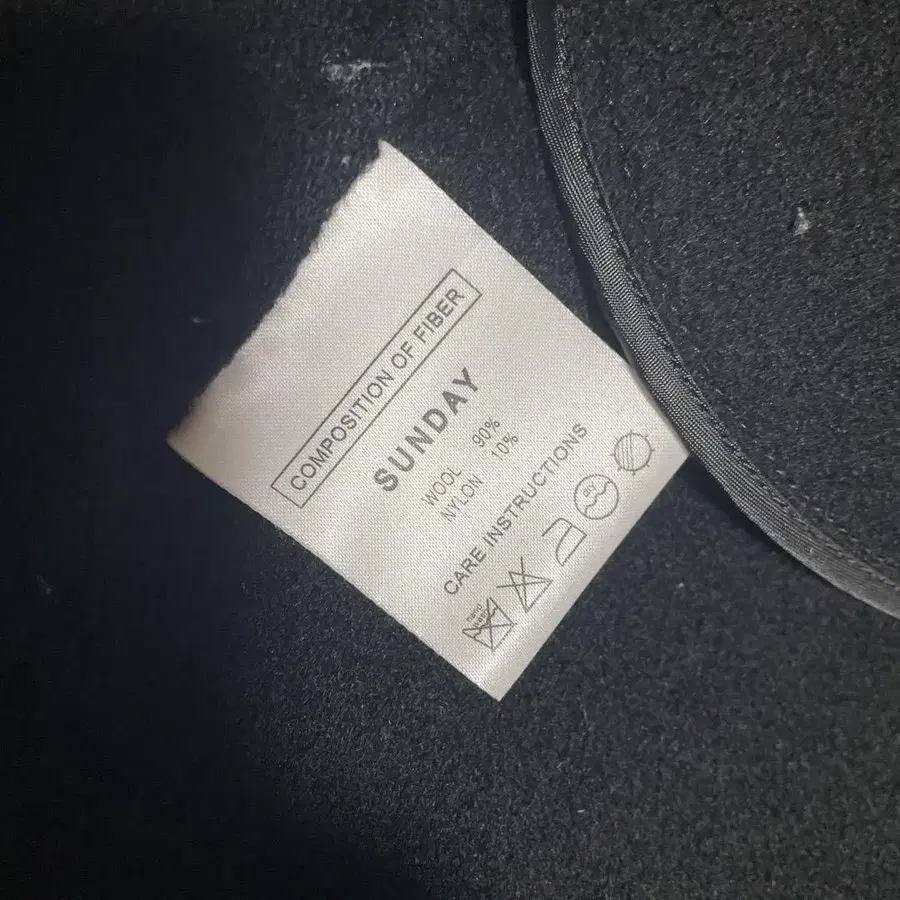 COMPOSITION OF FIBER
SUNDAY
WOOL 90%
NYLON 10%
CARE INSTRUCTIONS